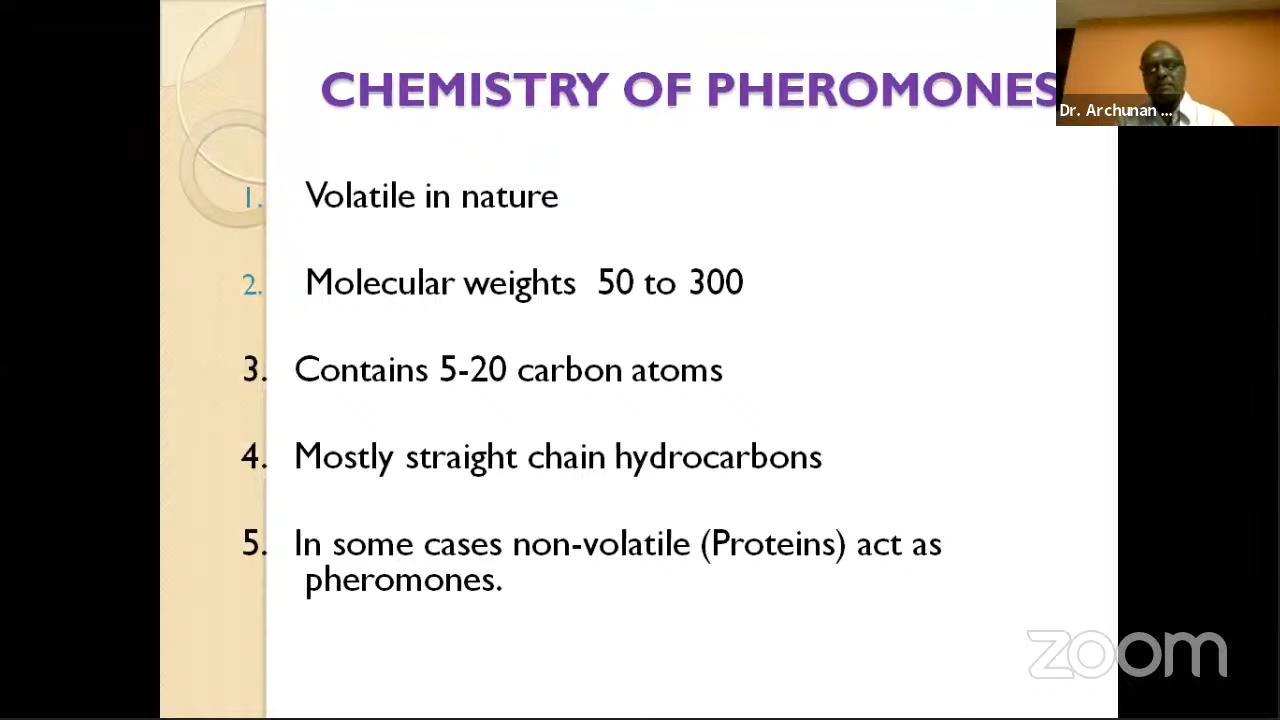 CHEMISTRY OF PHEROMONES
Dr. Archunan ...
1. Volatile in nature
2. Molecular weights 50 to 300
3. Contains 5-20 carbon atoms
4. Mostly straight chain hydrocarbons
5. In some cases non-volatile (Proteins) act as
pheromones.
zoom